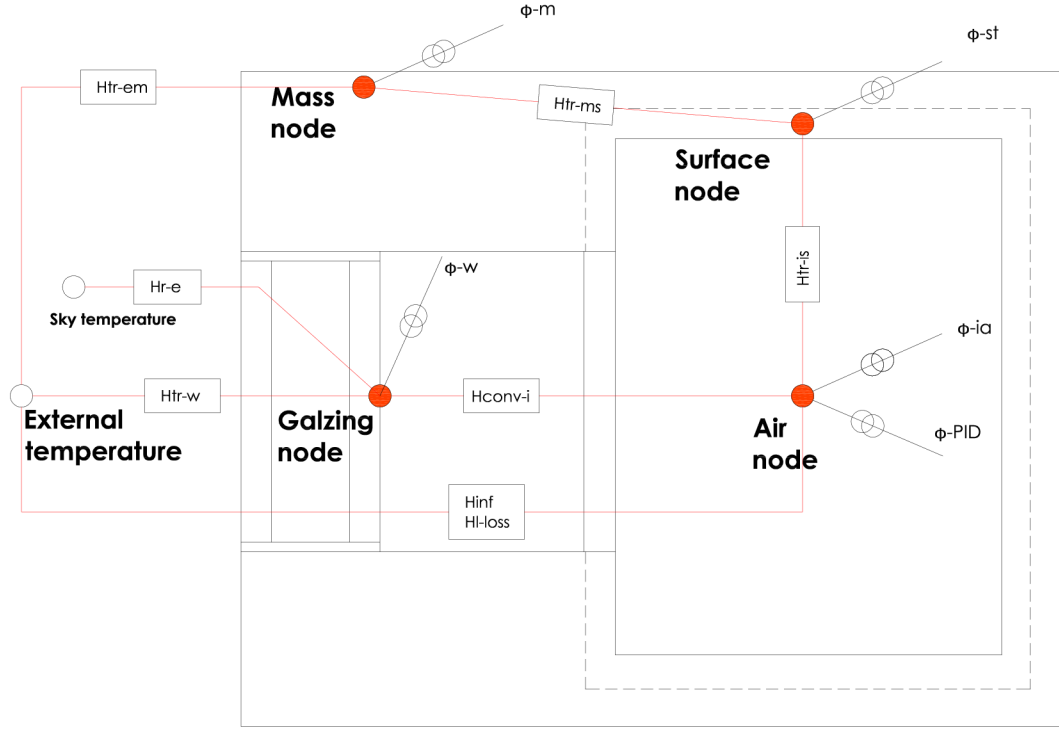 ϕ-m
ϕ-st
Htr-em
Mass
node
Htr-ms
Surface
node
ϕ-w
Htr-is
Hr-e
Sky temperature
ϕ-ia
Htr-w
Hconv-i
External
temperature
Galzing
node
Air
node
ϕ-PID
Hinf
Hl-loss